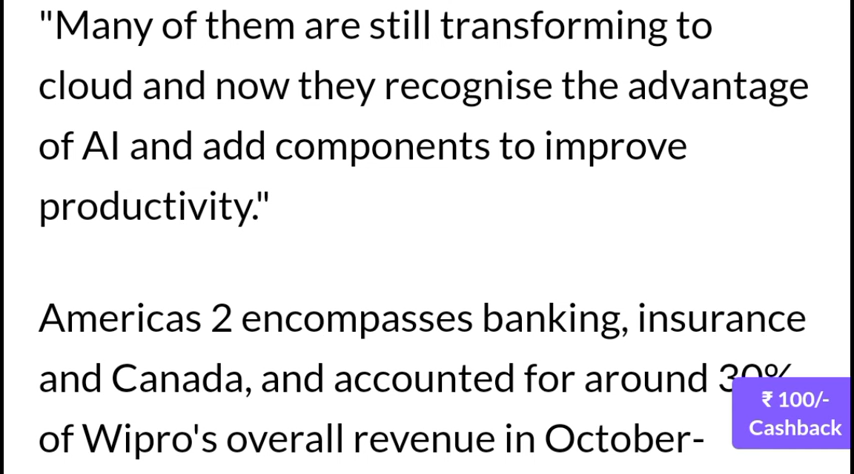 "Many of them are still transforming to
cloud and now they recognise the advantage
of AI and add components to improve
productivity."
Americas 2 encompasses banking, insurance
and Canada, and accounted for around 30%
of Wipro's overall revenue in October-
₹ 100/-
Cashback